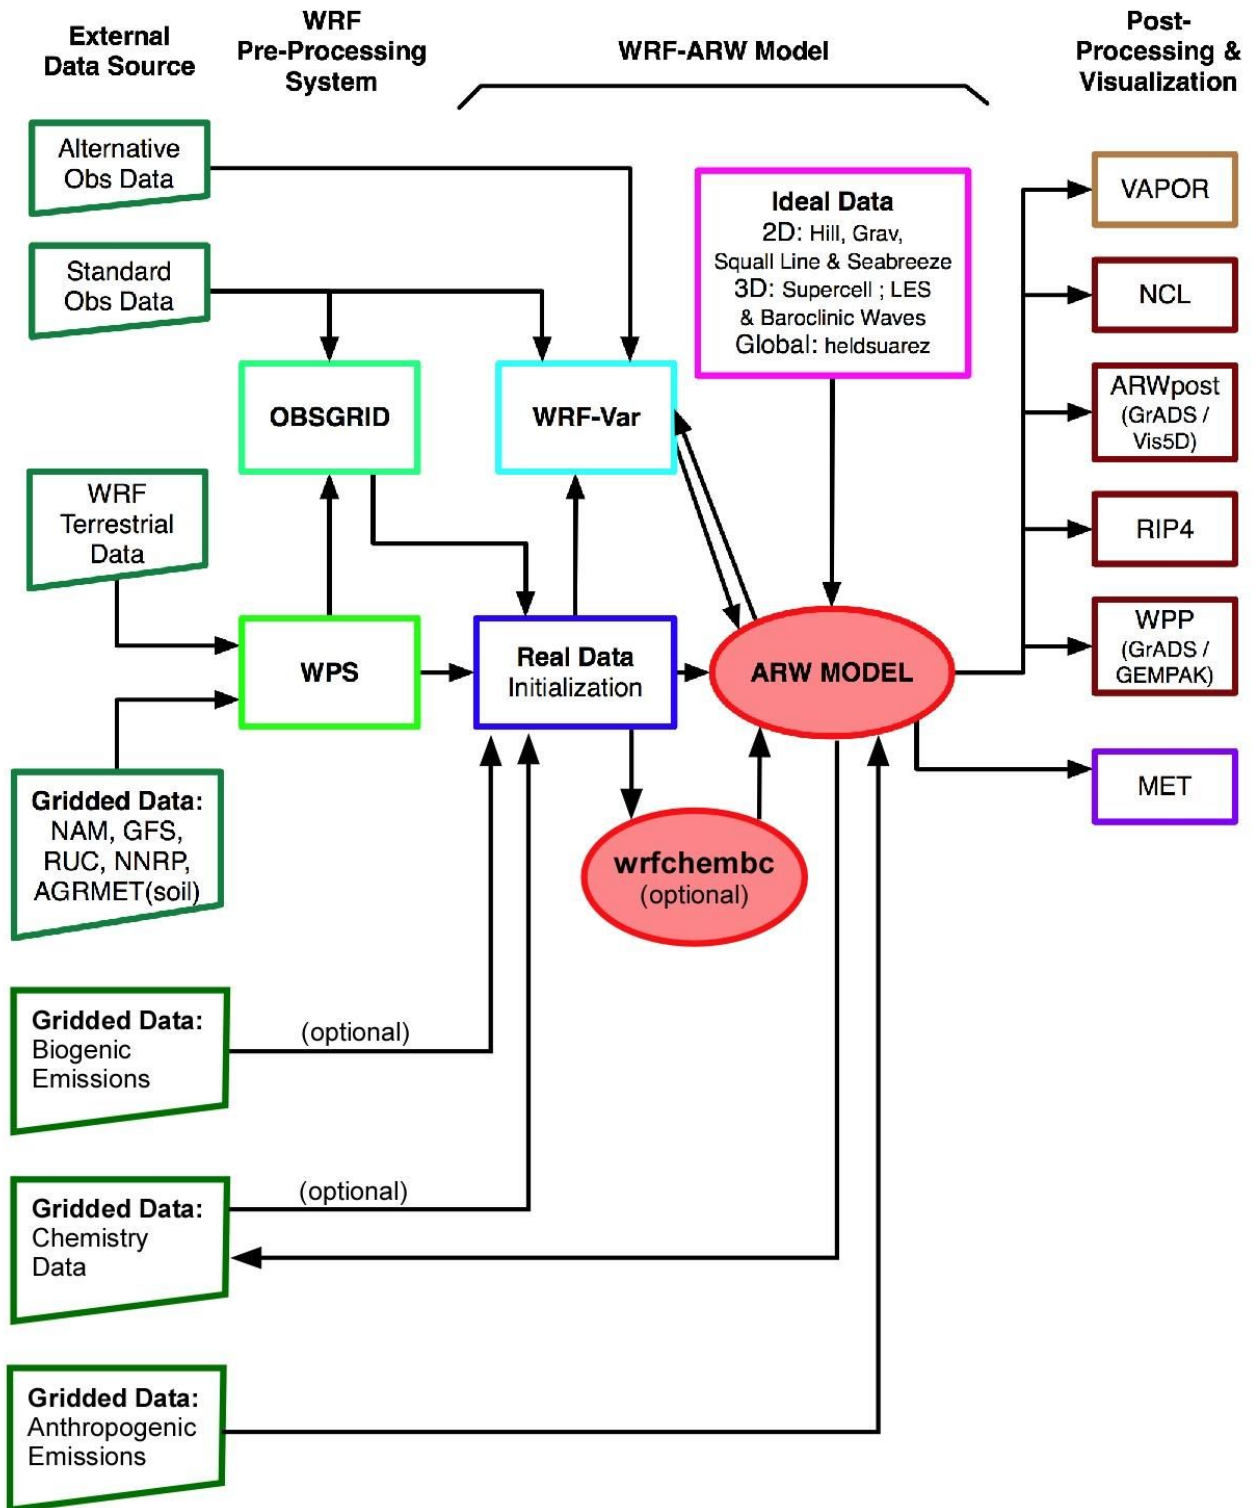 External
Data Source
WRF
Pre-Processing
System
WRF-ARW Model
Post-
Processing &
Visualization
Alternative
Obs Data
Standard
Obs Data
WRF
Terrestrial
Data
Gridded Data:
NAM, GFS,
RUC, NNRP,
AGRMET(soil)
Gridded Data:
Biogenic
Emissions
(optional)
Gridded Data:
Chemistry
Data
(optional)
Gridded Data:
Anthropogenic
Emissions
OBSGRID
WPS
WRF-Var
Real Data
Initialization
Ideal Data
2D: Hill, Grav,
Squall Line & Seabreeze
3D: Supercell ; LES
& Baroclinic Waves
Global: heldsuarez
ARW MODEL
wrfchembc
(optional)
VAPOR
NCL
ARWpost
(GrADS /
Vis5D)
RIP4
WPP
(GrADS /
GEMPAK)
MET